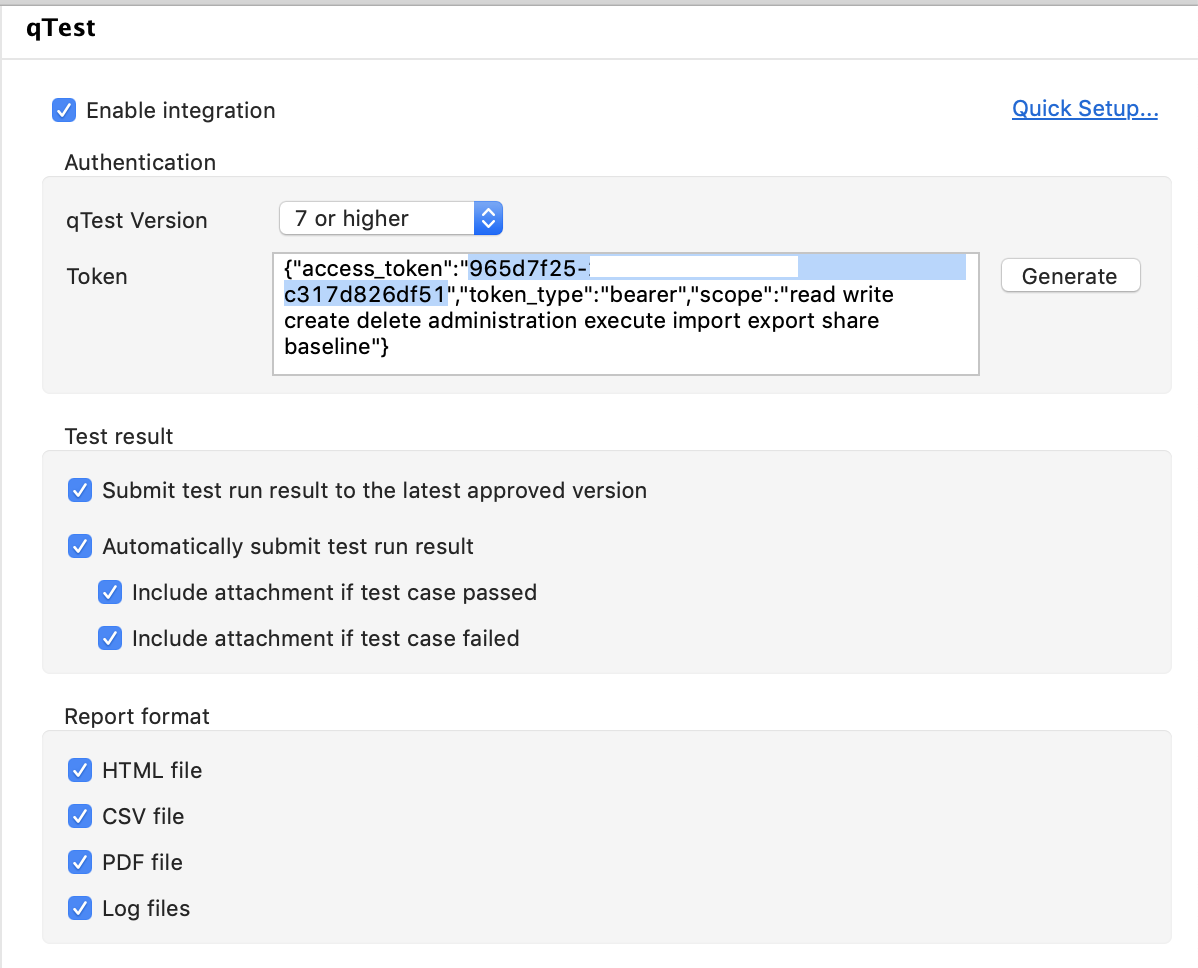 qTest
Enable integration
Quick Setup...
Authentication
qTest Version
7 or higher
Token
{"access_token":"965d7f25-
c317d826df51","token_type":"bearer","scope":"read write
create delete administration execute import export share
baseline"}
Generate
Test result
Submit test run result to the latest approved version
Automatically submit test run result
Include attachment if test case passed
Include attachment if test case failed
Report format
HTML file
CSV file
PDF file
Log files